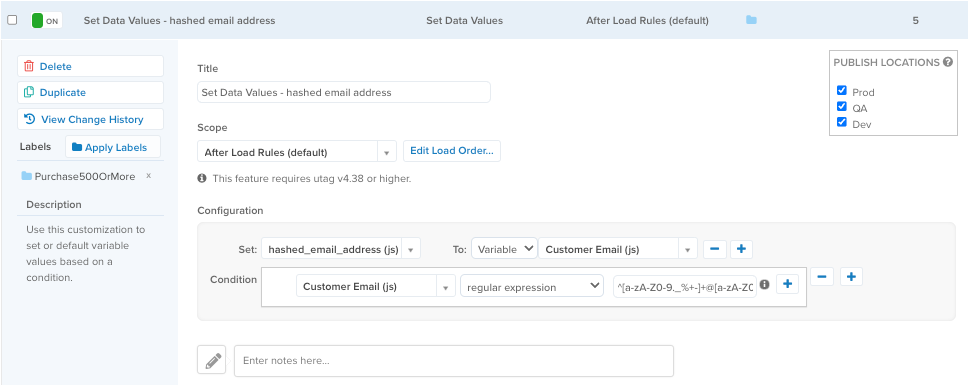 ON Set Data Values - hashed email address Set Data Values After Load Rules (default) 5
Delete
Duplicate
View Change History
Labels Apply Labels
Purchase500OrMore x
Description
Use this customization to
set or default variable
values based on a
condition.
Title
Set Data Values - hashed email address
Scope
After Load Rules (default) Edit Load Order...
This feature requires utag v4.38 or higher.
PUBLISH LOCATIONS
Prod
QA
Dev
Configuration
Set: hashed_email_address (js) To: Variable Customer Email (js)
Condition Customer Email (js) regular expression ^[a-zA-Z0-9._%+-]+@[a-zA-Z0
Enter notes here...